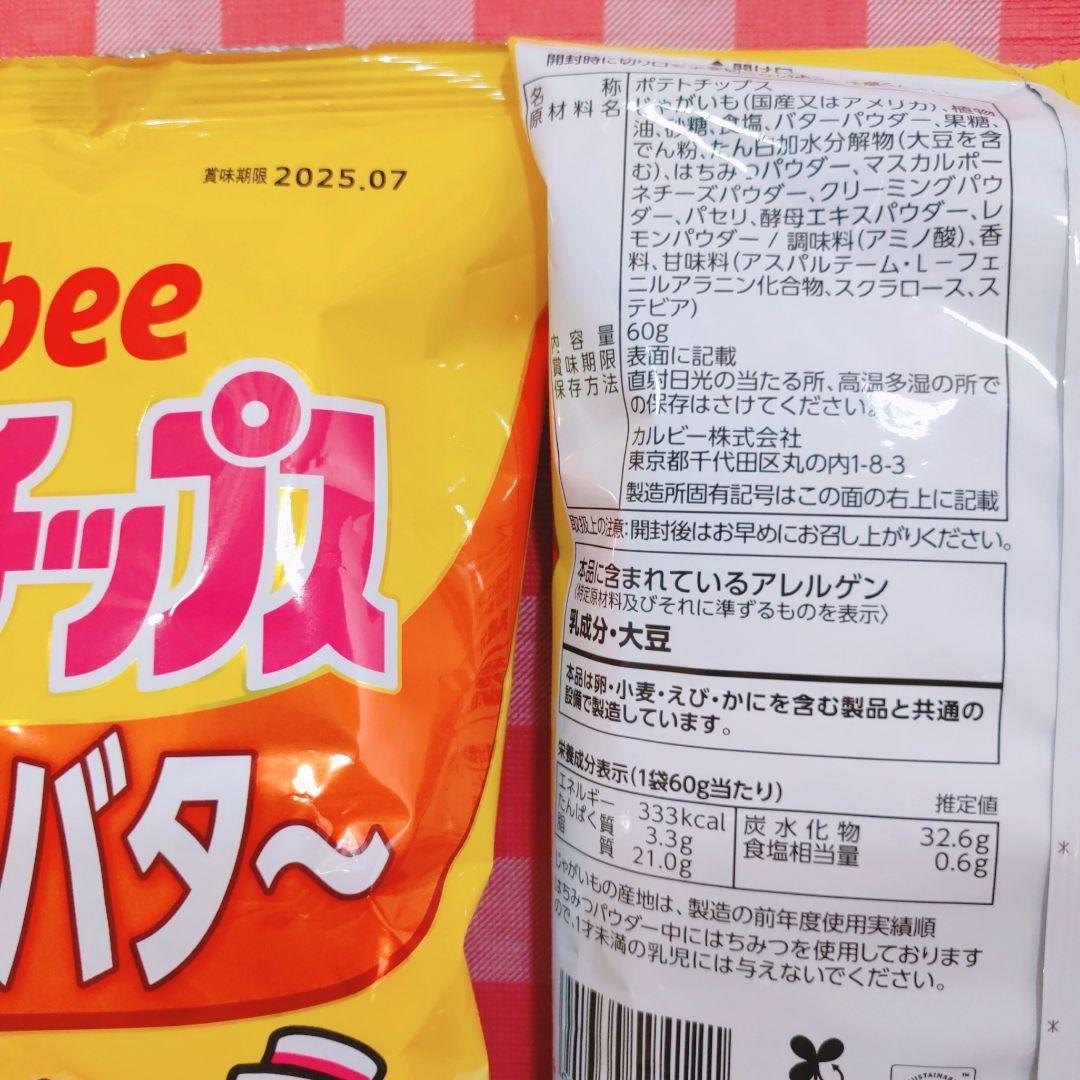 賞味期限 2025.07
bee
チップス
バタ～
開け口
名称 ポテトチップス
原材料名 じゃがいも(国産又はアメリカ)、植物
油、砂糖、食塩、バターパウダー、果糖、
でん粉、たん白加水分解物(大豆を含
む)、はちみつパウダー、マスカルポー
ネチーズパウダー、クリーミングパウ
ダー、パセリ、酵母エキスパウダー、レ
モンパウダー / 調味料(アミノ酸)、香
料、甘味料(アスパルテーム・L－フェ
ニルアラニン化合物、スクラロース、ス
テビア)
内容量 60g
賞味期限 表面に記載
保存方法 直射日光の当たる所、高温多湿の所で
の保存はさけてください。
カルビー株式会社
東京都千代田区丸の内1-8-3
製造所固有記号はこの面の右上に記載
取扱上の注意:開封後はお早めにお召し上がりください。
本品に含まれているアレルゲン
〈特定原材料及びそれに準ずるものを表示〉
乳成分・大豆
本品は卵・小麦・えび・かにを含む製品と共通の
設備で製造しています。
栄養成分表示(1袋60g当たり) 推定値
エネルギー 333kcal 炭水化物 32.6g
たんぱく質 3.3g 食塩相当量 0.6g
脂質 21.0g
じゃがいもの産地は、製造の前年度使用実績順
はちみつパウダー中にはちみつを使用しております
ので、1才未満の乳児には与えないでください。